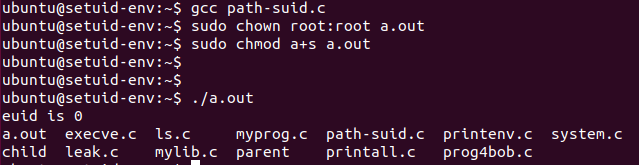 ubuntu@setuid-env:~$ gcc path-suid.c
ubuntu@setuid-env:~$ sudo chown root:root a.out
ubuntu@setuid-env:~$ sudo chmod a+s a.out
ubuntu@setuid-env:~$
ubuntu@setuid-env:~$
ubuntu@setuid-env:~$ ./a.out
euid is 0
a.out execve.c ls.c myprog.c path-suid.c printenv.c system.c
child leak.c mylib.c parent printall.c prog4bob.c